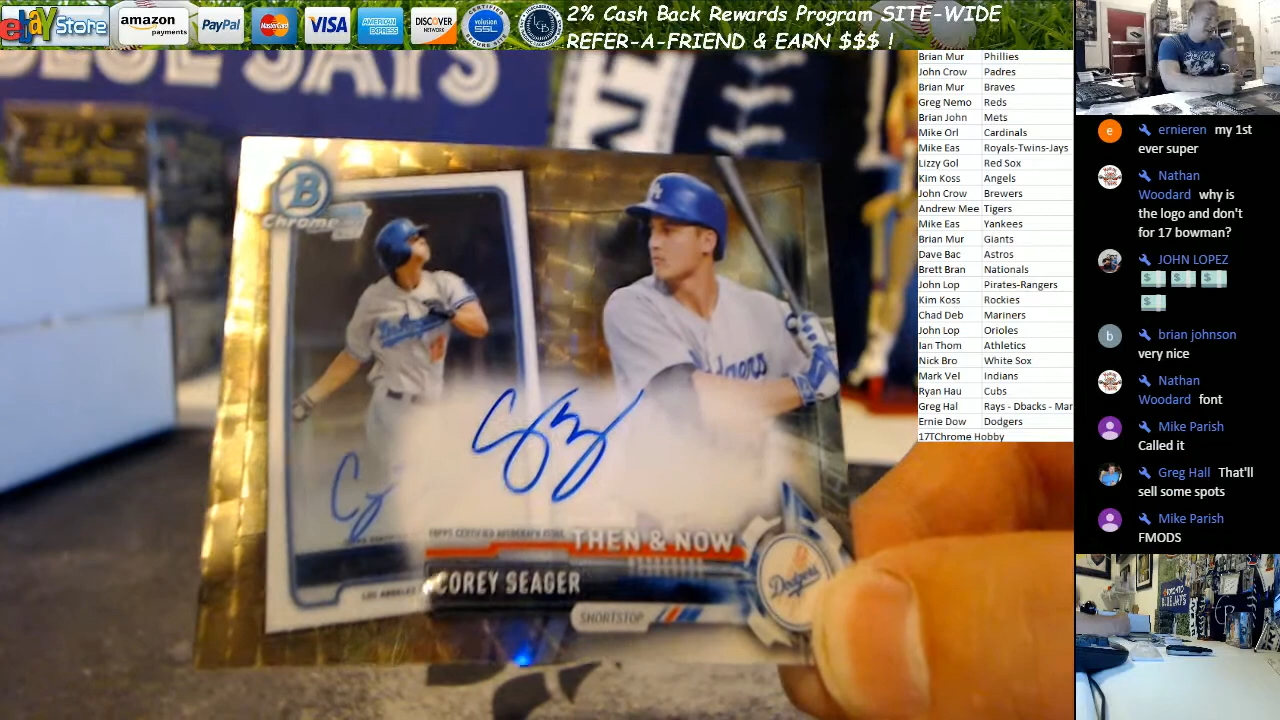 ebay Store
amazon payments
PayPal
MasterCard
VISA
AMERICAN EXPRESS
DISCOVER NETWORK
SSL
2% Cash Back Rewards Program SITE-WIDE
REFER-A-FRIEND & EARN $$$ !
BLUE JAYS
B
Chrome
THEN & NOW
COREY SEAGER
SHORTSTOP
Dodgers
LOS ANGELES
Brian Mur Phillies
John Crow Padres
Brian Mur Braves
Greg Nemo Reds
Brian John Mets
Mike Orl Cardinals
Mike Eas Royals-Twins-Jays
Lizzy Gol Red Sox
Kim Koss Angels
John Crow Brewers
Andrew Mee Tigers
Mike Eas Yankees
Brian Mur Giants
Dave Bac Astros
Brett Bran Nationals
John Lop Pirates-Rangers
Kim Koss Rockies
Chad Deb Mariners
John Lop Orioles
Ian Thom Athletics
Nick Bro White Sox
Mark Vel Indians
Ryan Hau Cubs
Greg Hal Rays - Dbacks - Mar
Ernie Dow Dodgers
17TChrome Hobby
e ernieren my 1st
ever super
Nathan
Woodard why is
the logo and don't
for 17 bowman?
JOHN LOPEZ
b brian johnson
very nice
Nathan
Woodard font
Mike Parish
Called it
Greg Hall That'll
sell some spots
Mike Parish
FMODS